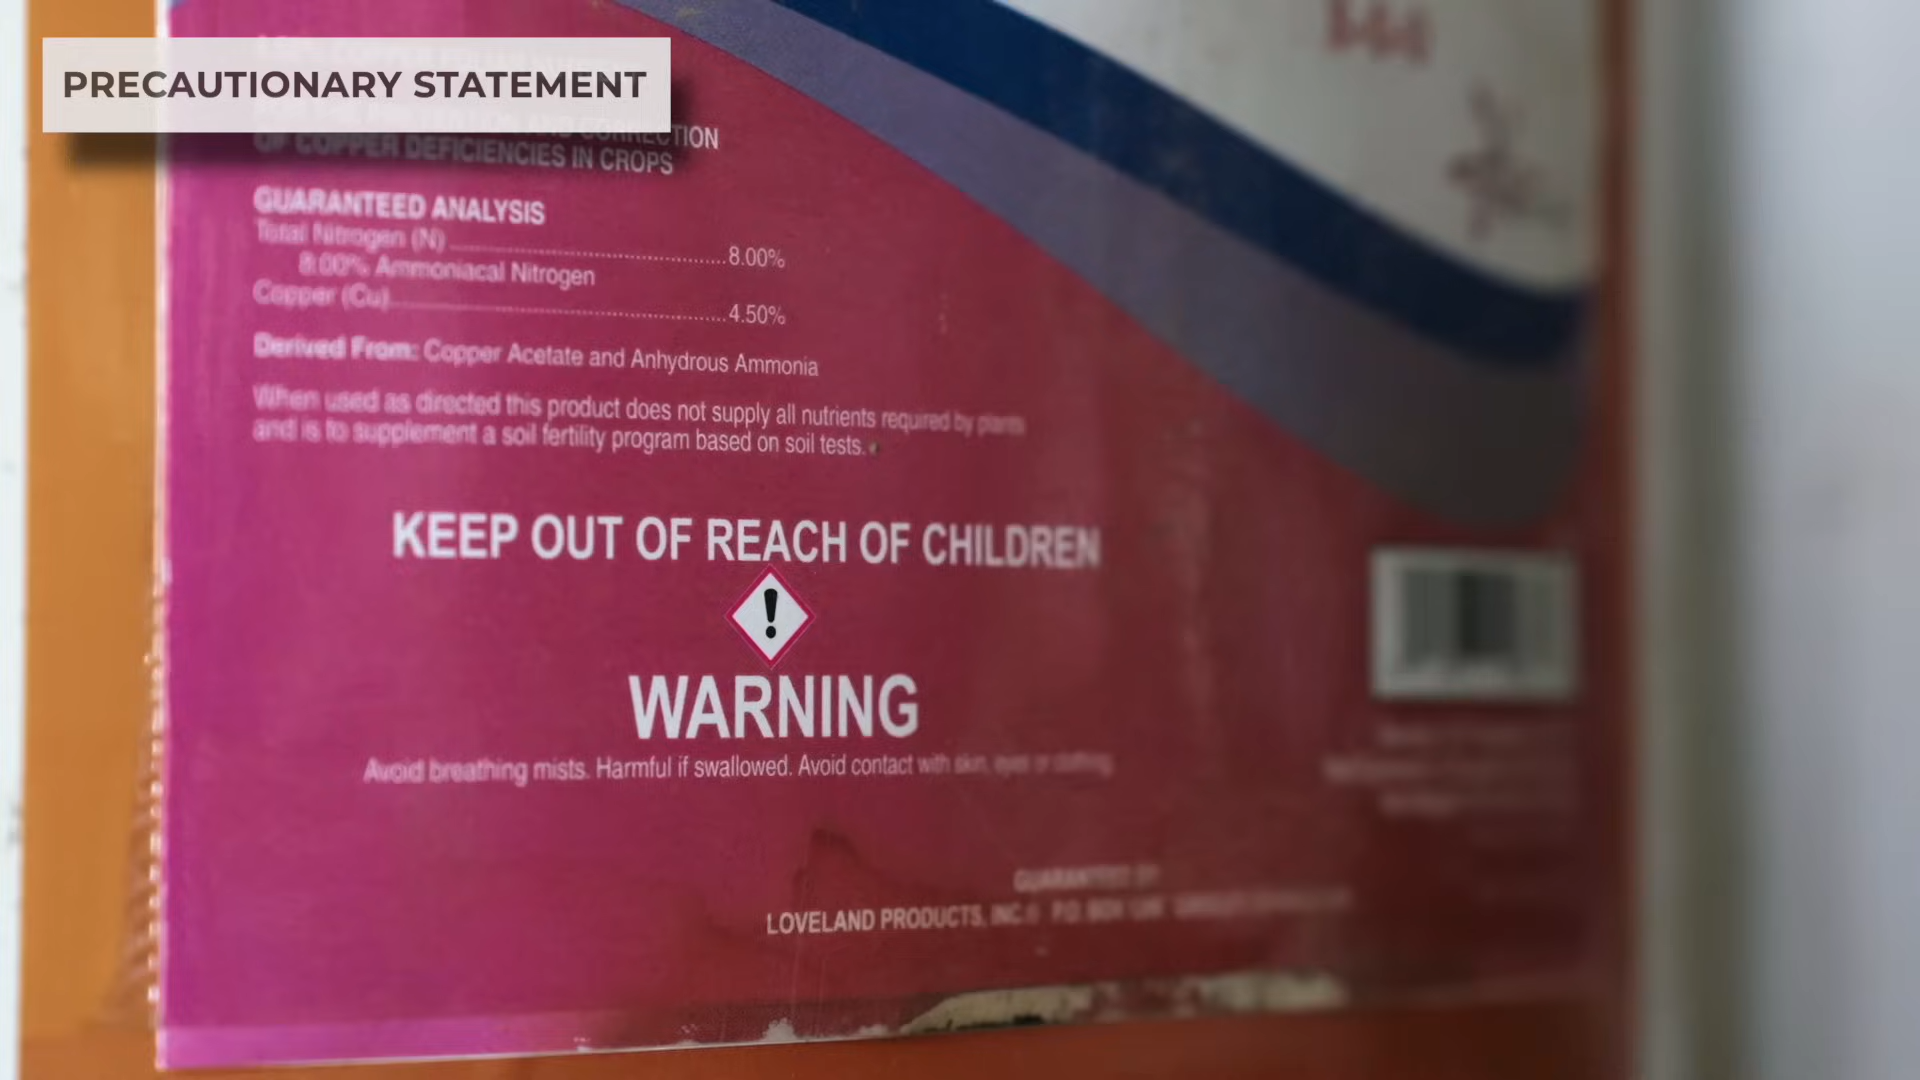 PRECAUTIONARY STATEMENT
CORRECTION
OF COPPER DEFICIENCIES IN CROPS
GUARANTEED ANALYSIS
Total Nitrogen (N) ........ 8.00%
8.00% Ammoniacal Nitrogen
Copper (Cu) ........ 4.50%
Derived From: Copper Acetate and Anhydrous Ammonia
When used as directed this product does not supply all nutrients required by plants
and is to supplement a soil fertility program based on soil tests.
KEEP OUT OF REACH OF CHILDREN
!
WARNING
Avoid breathing mists. Harmful if swallowed. Avoid contact with skin, eyes or clothing.
GUARANTEED BY
LOVELAND PRODUCTS, INC.® P.O. BOX